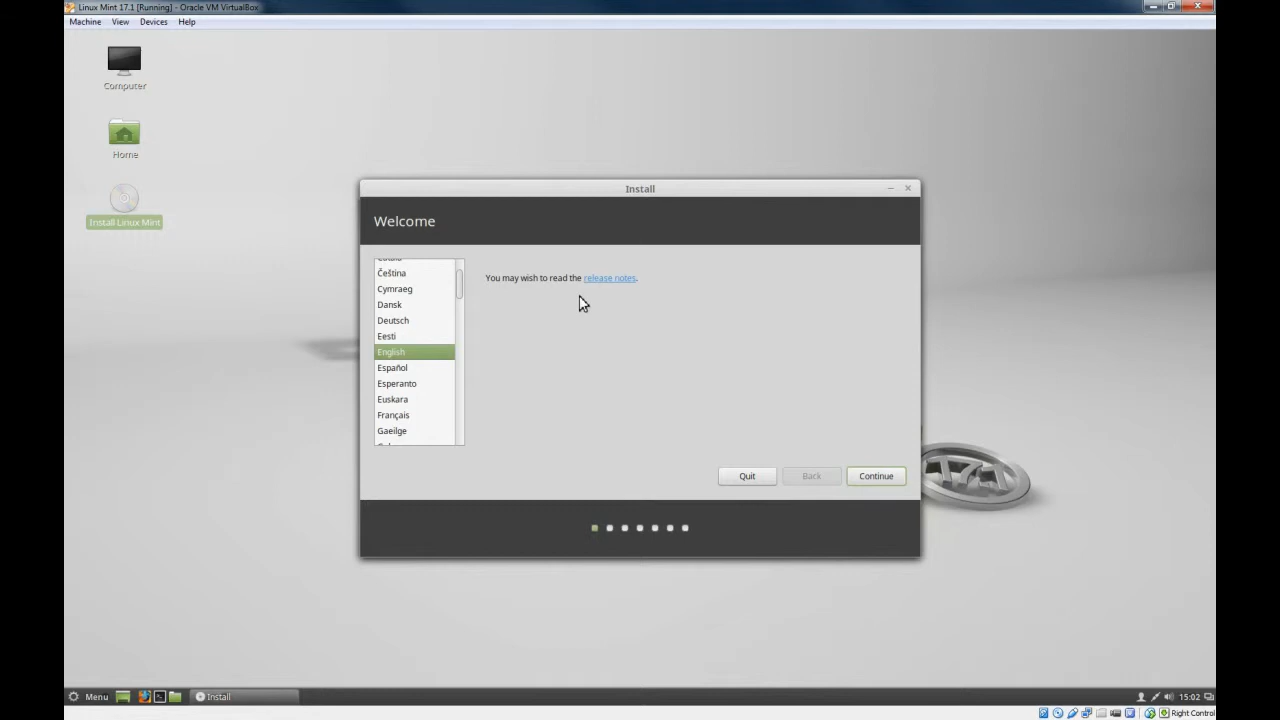 Linux Mint 17.1 [Running] - Oracle VM VirtualBox
Machine View Devices Help
Computer
Home
Install Linux Mint
Install
Welcome
Čeština
Cymraeg
Dansk
Deutsch
Eesti
English
Español
Esperanto
Euskara
Français
Gaeilge
You may wish to read the release notes.
Quit Back Continue
17.1
Menu Install 15:02
Right Control